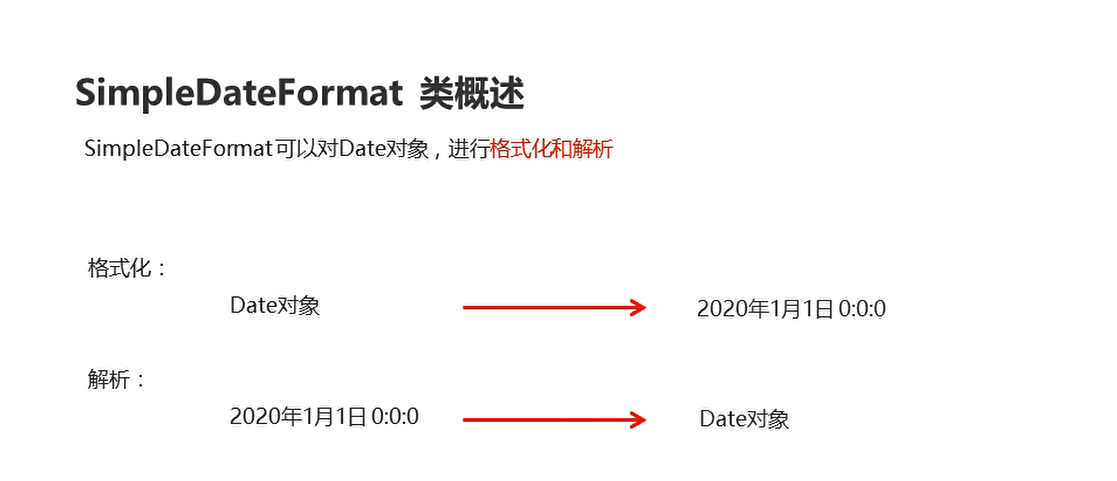 SimpleDateFormat 类概述
SimpleDateFormat可以对Date对象，进行格式化和解析
格式化：
Date对象
2020年1月1日 0:0:0
解析：
2020年1月1日 0:0:0
Date对象